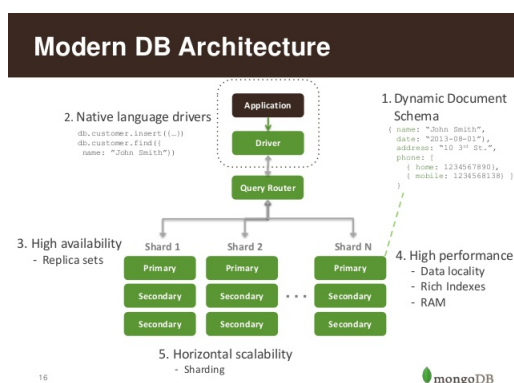 Modern DB Architecture
1. Dynamic Document
Schema
{ name: “John Smith”,
date: “2013-08-01”),
address: “10 3rd St.”,
phone: [
{ home: 1234567890),
{ mobile: 1234568138) ]
}
2. Native language drivers
db.customer.insert({…})
db.customer.find({
name: ”John Smith”})
Application
Driver
Query Router
3. High availability
- Replica sets
Shard 1
Shard 2
Shard N
Primary
Primary
Primary
Secondary
Secondary
...
Secondary
Secondary
Secondary
Secondary
4. High performance
- Data locality
- Rich Indexes
- RAM
5. Horizontal scalability
- Sharding
16
mongoDB